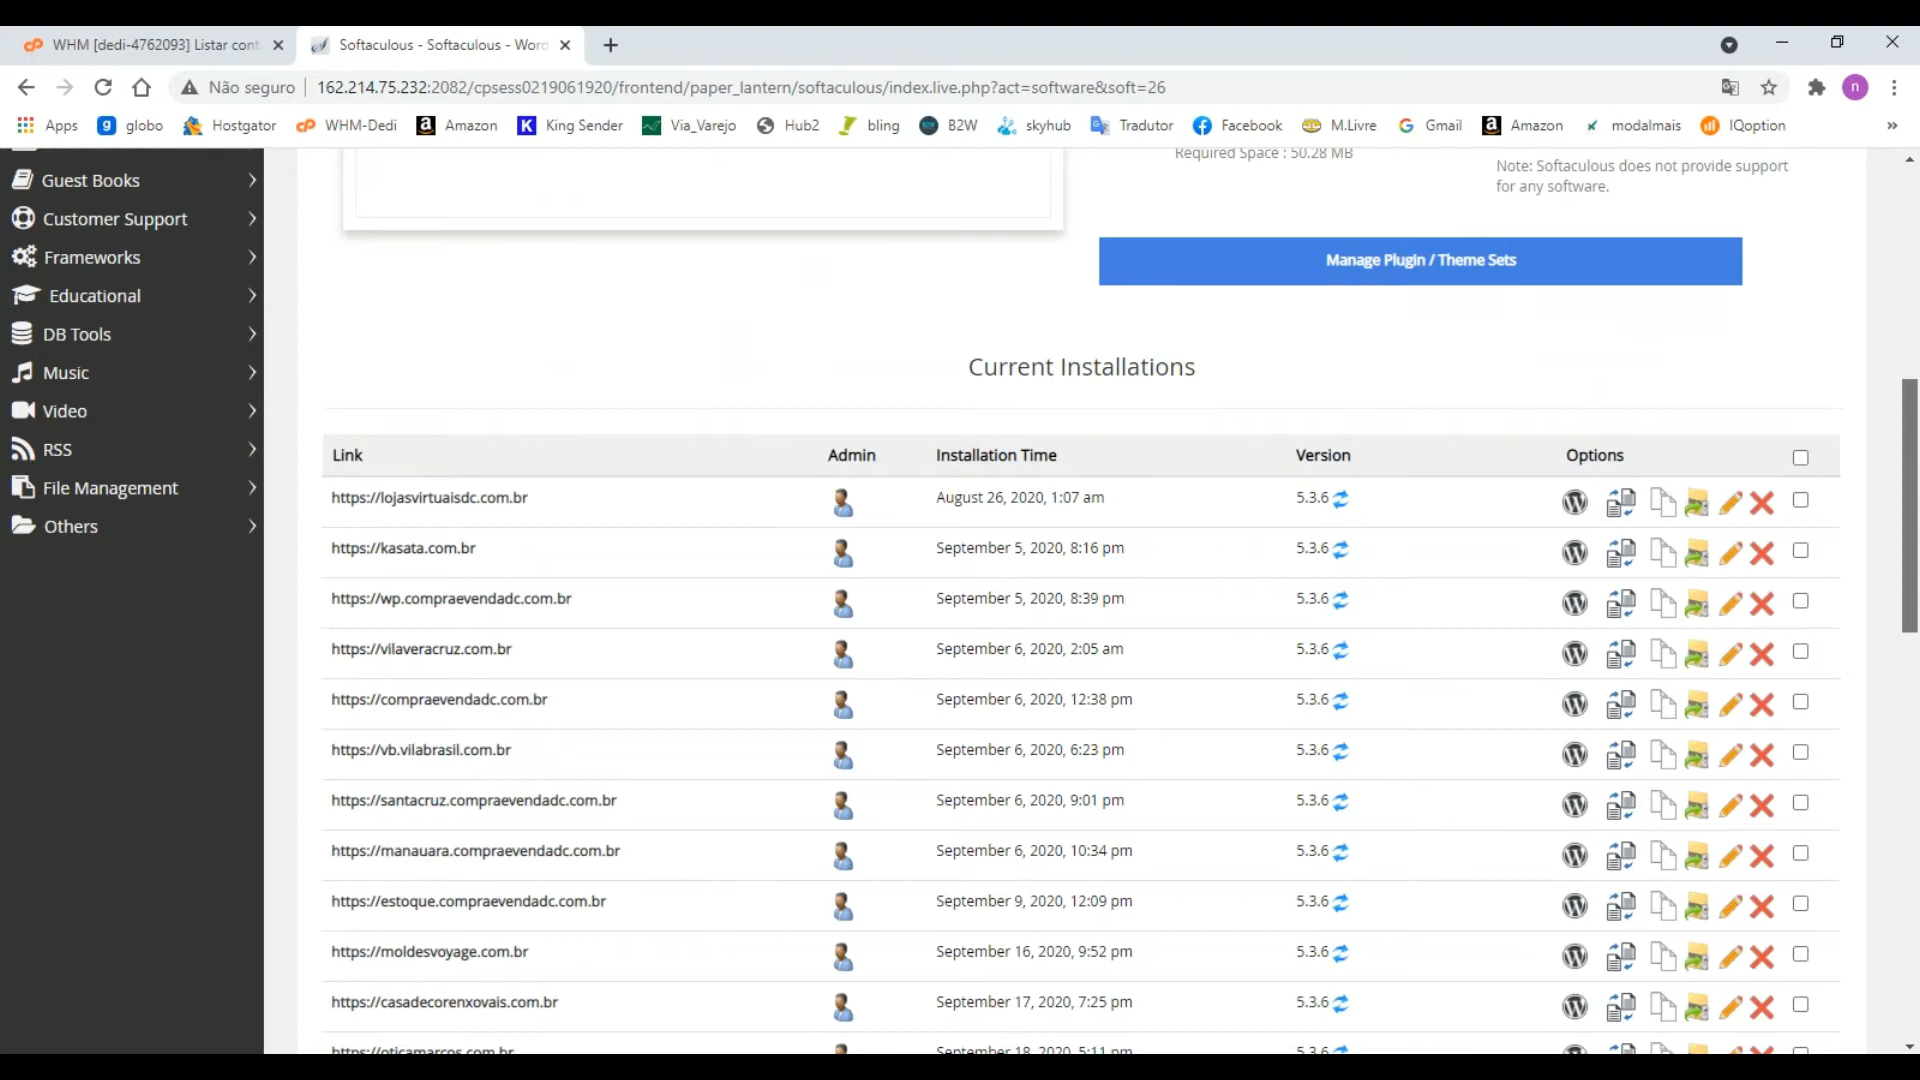 WHM [dedi-4762093] Listar cont
Softaculous - Softaculous - Word
Não seguro
162.214.75.232:2082/cpsess0219061920/frontend/paper_lantern/softaculous/index.live.php?act=software&soft=26
n
Apps
globo
Hostgator
WHM-Dedi
Amazon
King Sender
Via_Varejo
Hub2
bling
B2W
skyhub
Tradutor
Facebook
M.Livre
Gmail
Amazon
modalmais
IQoption
»
Guest Books
Customer Support
Frameworks
Educational
DB Tools
Music
Video
RSS
File Management
Others
Required Space : 50.28 MB
Note: Softaculous does not provide support
for any software.
Manage Plugin / Theme Sets
Current Installations
Link Admin Installation Time Version Options
https://lojasvirtuaisdc.com.br August 26, 2020, 1:07 am 5.3.6
https://kasata.com.br September 5, 2020, 8:16 pm 5.3.6
https://wp.compraevendadc.com.br September 5, 2020, 8:39 pm 5.3.6
https://vilaveracruz.com.br September 6, 2020, 2:05 am 5.3.6
https://compraevendadc.com.br September 6, 2020, 12:38 pm 5.3.6
https://vb.vilabrasil.com.br September 6, 2020, 6:23 pm 5.3.6
https://santacruz.compraevendadc.com.br September 6, 2020, 9:01 pm 5.3.6
https://manauara.compraevendadc.com.br September 6, 2020, 10:34 pm 5.3.6
https://estoque.compraevendadc.com.br September 9, 2020, 12:09 pm 5.3.6
https://moldesvoyage.com.br September 16, 2020, 9:52 pm 5.3.6
https://casadecorenxovais.com.br September 17, 2020, 7:25 pm 5.3.6
https://oticamarcos.com.br September 18, 2020, 5:11 pm 5.3.6